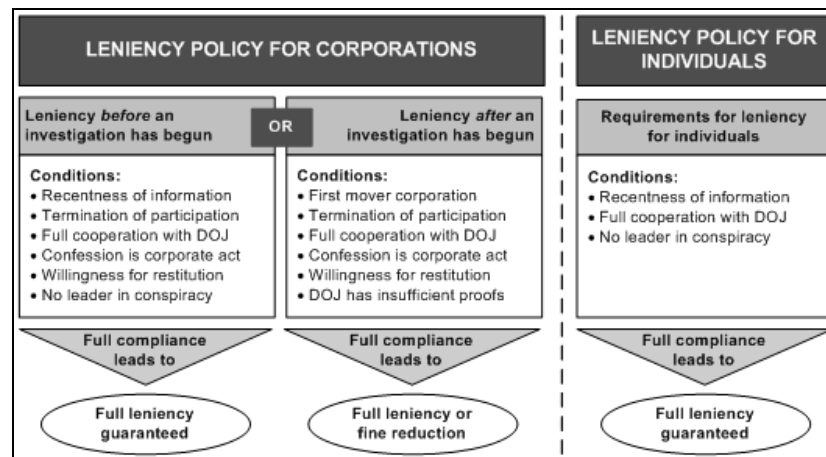 LENIENCY POLICY FOR CORPORATIONS
Leniency before an
investigation has begun
OR
Leniency after an
investigation has begun
Conditions:
• Recentness of information
• Termination of participation
• Full cooperation with DOJ
• Confession is corporate act
• Willingness for restitution
• No leader in conspiracy
Conditions:
• First mover corporation
• Termination of participation
• Full cooperation with DOJ
• Confession is corporate act
• Willingness for restitution
• DOJ has insufficient proofs
Full compliance
leads to
Full compliance
leads to
Full leniency
guaranteed
Full leniency or
fine reduction
LENIENCY POLICY FOR
INDIVIDUALS
Requirements for leniency
for individuals
Conditions:
• Recentness of information
• Full cooperation with DOJ
• No leader in conspiracy
Full compliance
leads to
Full leniency
guaranteed